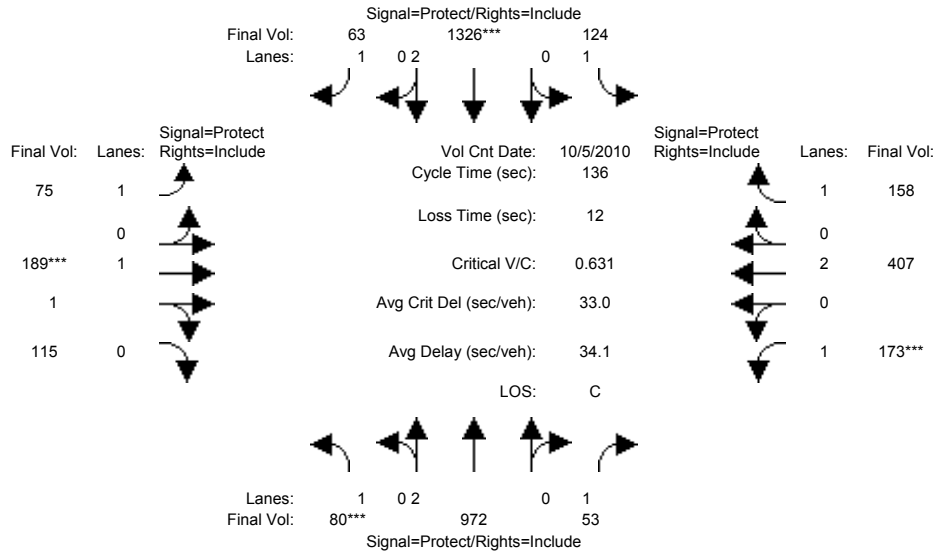 Signal=Protect/Rights=Include
Final Vol: 63 1326*** 124
Lanes: 1 0 2 0 1
Signal=Protect Signal=Protect
Final Vol: Lanes: Rights=Include Vol Cnt Date: 10/5/2010 Rights=Include Lanes: Final Vol:
Cycle Time (sec): 136
75 1 1 158
Loss Time (sec): 12
0 0
189*** 1 Critical V/C: 0.631 2 407
1 Avg Crit Del (sec/veh): 33.0 0
115 0 Avg Delay (sec/veh): 34.1 1 173***
LOS: C
Lanes: 1 0 2 0 1
Final Vol: 80*** 972 53
Signal=Protect/Rights=Include